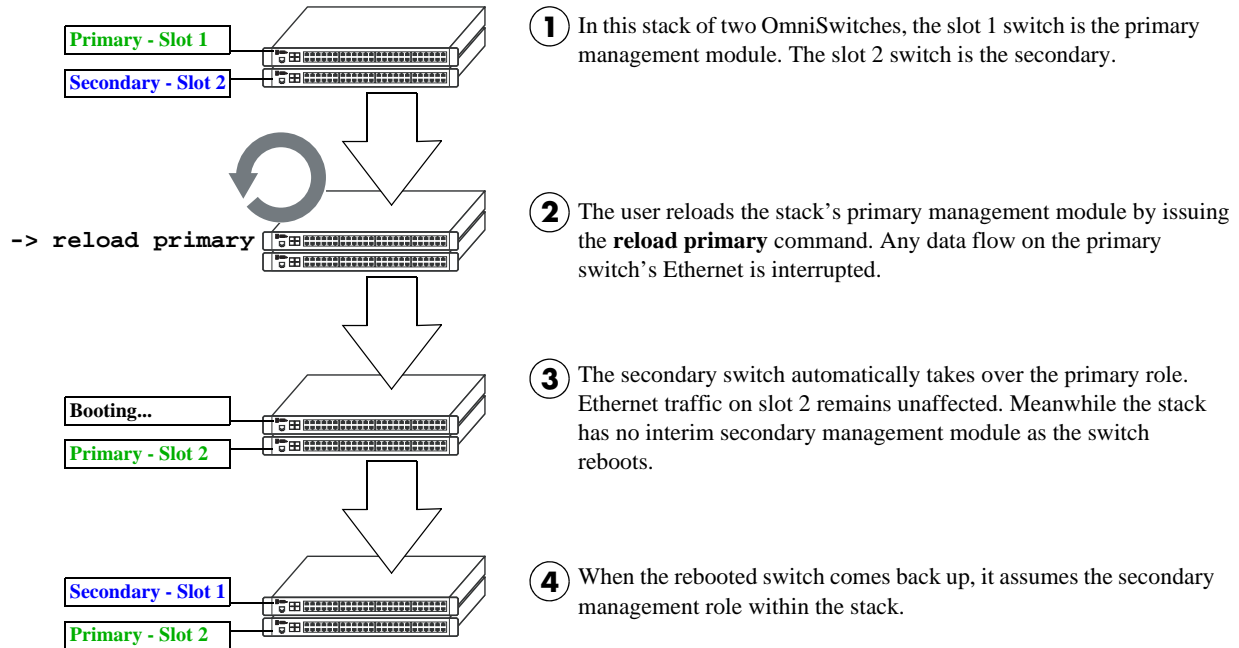 Primary - Slot 1
Secondary - Slot 2
1 In this stack of two OmniSwitches, the slot 1 switch is the primary
management module. The slot 2 switch is the secondary.
-> reload primary
2 The user reloads the stack’s primary management module by issuing
the reload primary command. Any data flow on the primary
switch’s Ethernet is interrupted.
Booting...
Primary - Slot 2
3 The secondary switch automatically takes over the primary role.
Ethernet traffic on slot 2 remains unaffected. Meanwhile the stack
has no interim secondary management module as the switch
reboots.
Secondary - Slot 1
Primary - Slot 2
4 When the rebooted switch comes back up, it assumes the secondary
management role within the stack.